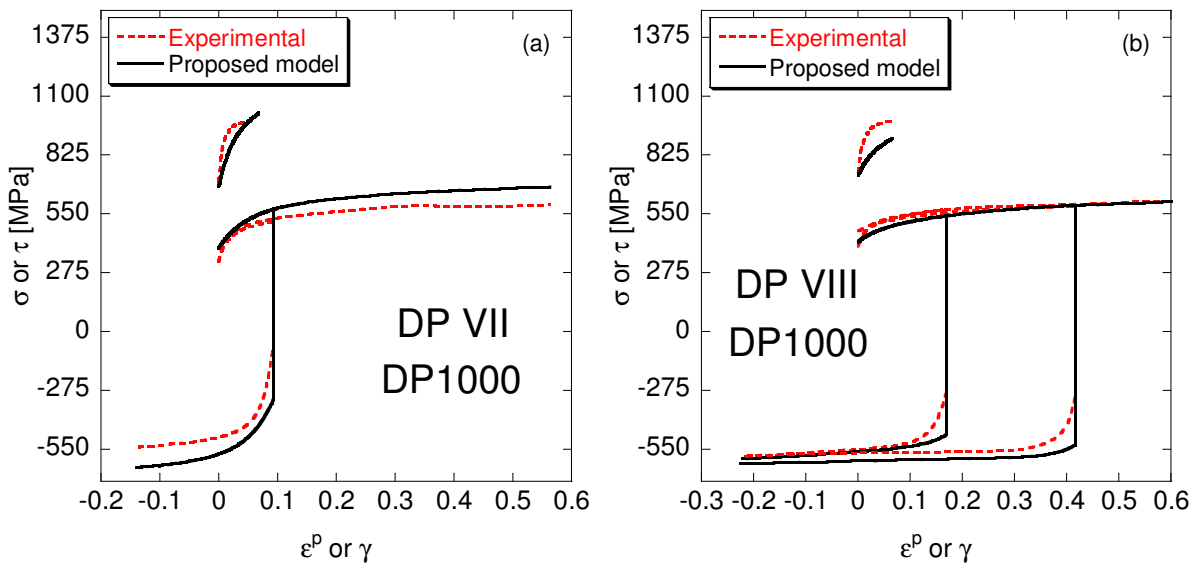 1375
1100
825
550
275
0
-275
-550
σ or τ [MPa]
Experimental
Proposed model
(a)
DP VII
DP1000
-0.2 -0.1 0 0.1 0.2 0.3 0.4 0.5 0.6
εᵖ or γ
1375
1100
825
550
275
0
-275
-550
σ or τ [MPa]
Experimental
Proposed model
(b)
DP VIII
DP1000
-0.3 -0.2 -0.1 0 0.1 0.2 0.3 0.4 0.5 0.6
εᵖ or γ